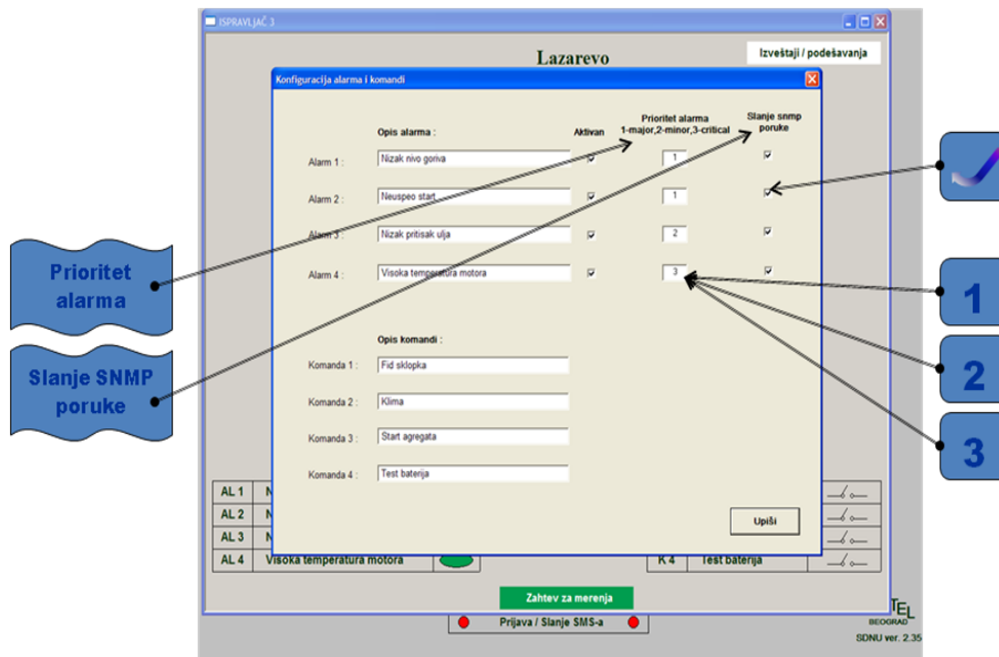 ISPRAVLJAČ 3
Lazarevo
Izveštaji / podešavanja
Konfiguracija alarma i komandi
Opis alarma :
Aktivan
Prioritet alarma
1-major,2-minor,3-critical
Slanje snmp
poruke
Alarm 1 : Nizak nivo goriva 1
Alarm 2 : Neuspeo start 1
Alarm 3 : Nizak pritisak ulja 2
Alarm 4 : Visoka temperatura motora 3
Opis komandi :
Komanda 1 : Fid sklopka
Komanda 2 : Klima
Komanda 3 : Start agregata
Komanda 4 : Test baterija
Upiši
Prioritet
alarma
Slanje SNMP
poruke
1
2
3
AL 1 N
AL 2 N
AL 3 N
AL 4 Visoka temperatura motora K 4 Test baterija
Zahtev za merenja
Prijava / Slanje SMS-a
TEL
BEOGRAD
SDNU ver. 2.35